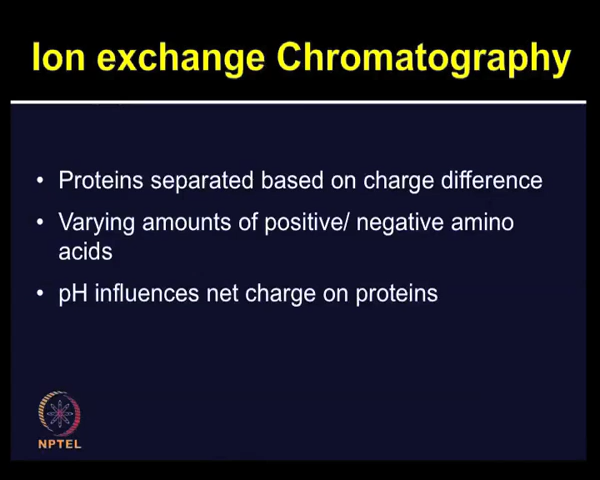 Ion exchange Chromatography
• Proteins separated based on charge difference
• Varying amounts of positive/ negative amino
acids
• pH influences net charge on proteins
NPTEL